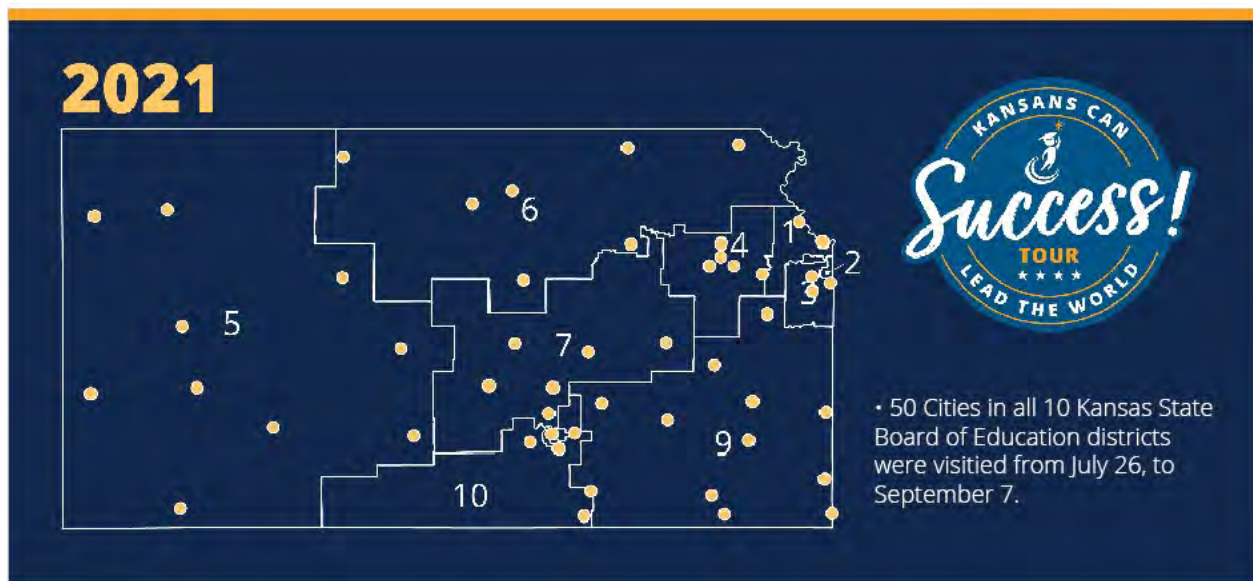 2021
KANSANS CAN
Success!
TOUR
LEAD THE WORLD
1
2
3
4
5
6
7
9
10
• 50 Cities in all 10 Kansas State
Board of Education districts
were visitied from July 26, to
September 7.